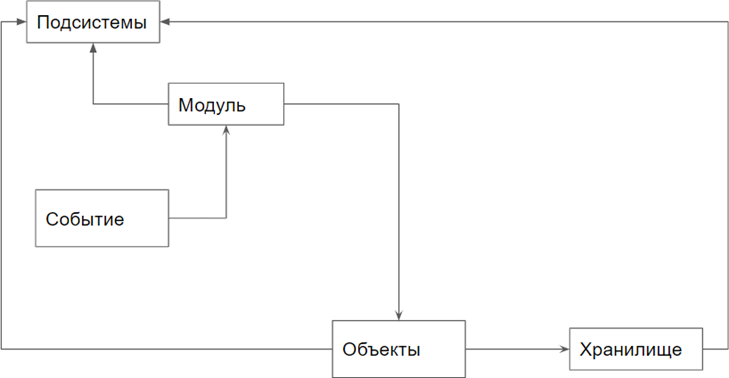 Подсистемы
Модуль
Событие
Объекты
Хранилище